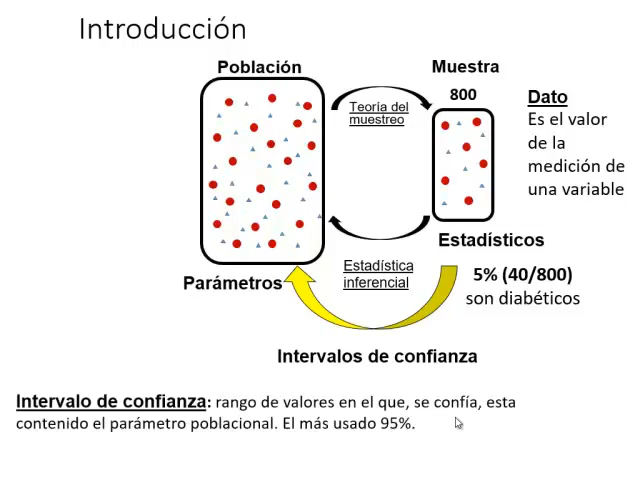 Introducción
Población
Muestra
800
Teoría del
muestreo
Dato
Es el valor
de la
medición de
una variable
Estadísticos
Estadística
inferencial
Parámetros
5% (40/800)
son diabéticos
Intervalos de confianza
Intervalo de confianza: rango de valores en el que, se confía, esta
contenido el parámetro poblacional. El más usado 95%.